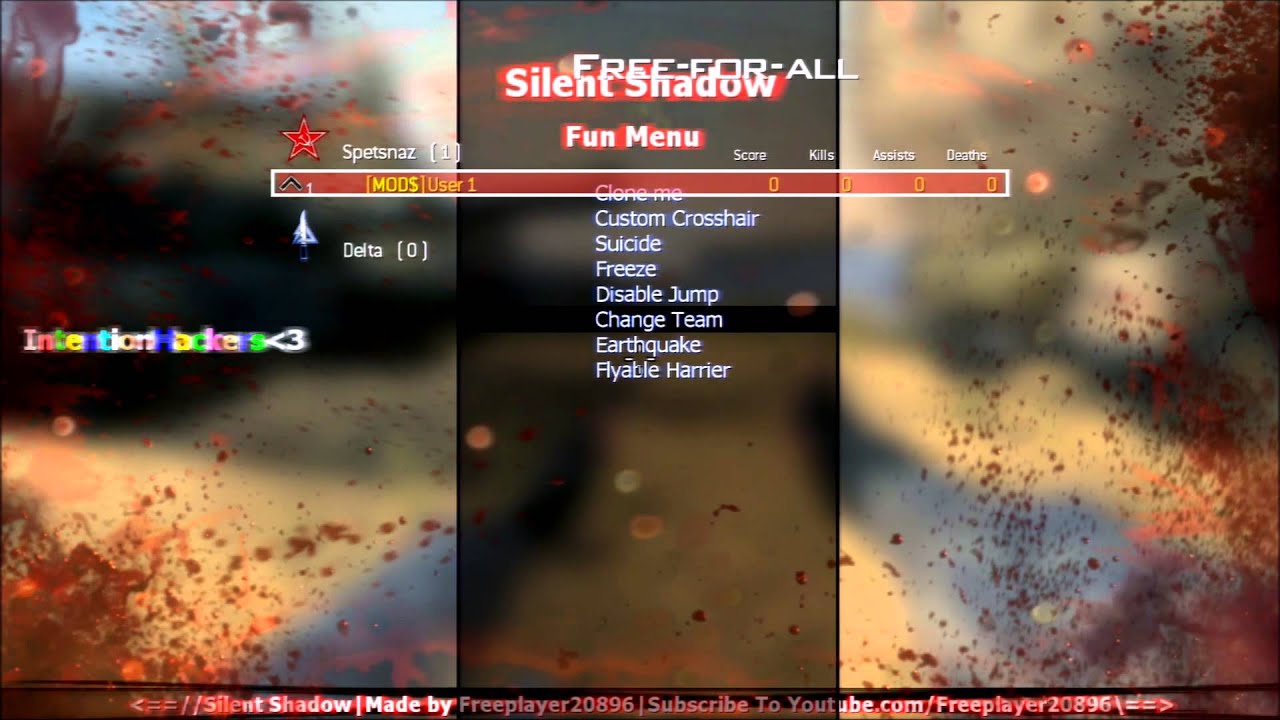 Free-for-all
Silent Shadow
Fun Menu
Spetsnaz ( 1 )
Score Kills Assists Deaths
1 [MOD$]User 1 0 0 0 0
Clone me
Custom Crosshair
Suicide
Delta ( 0 )
Freeze
Disable Jump
Change Team
IntentionHackers<3
Earthquake
Flyable Harrier
<==//Silent Shadow|Made by Freeplayer20896|Subscribe To Youtube.com/Freeplayer20896\==>